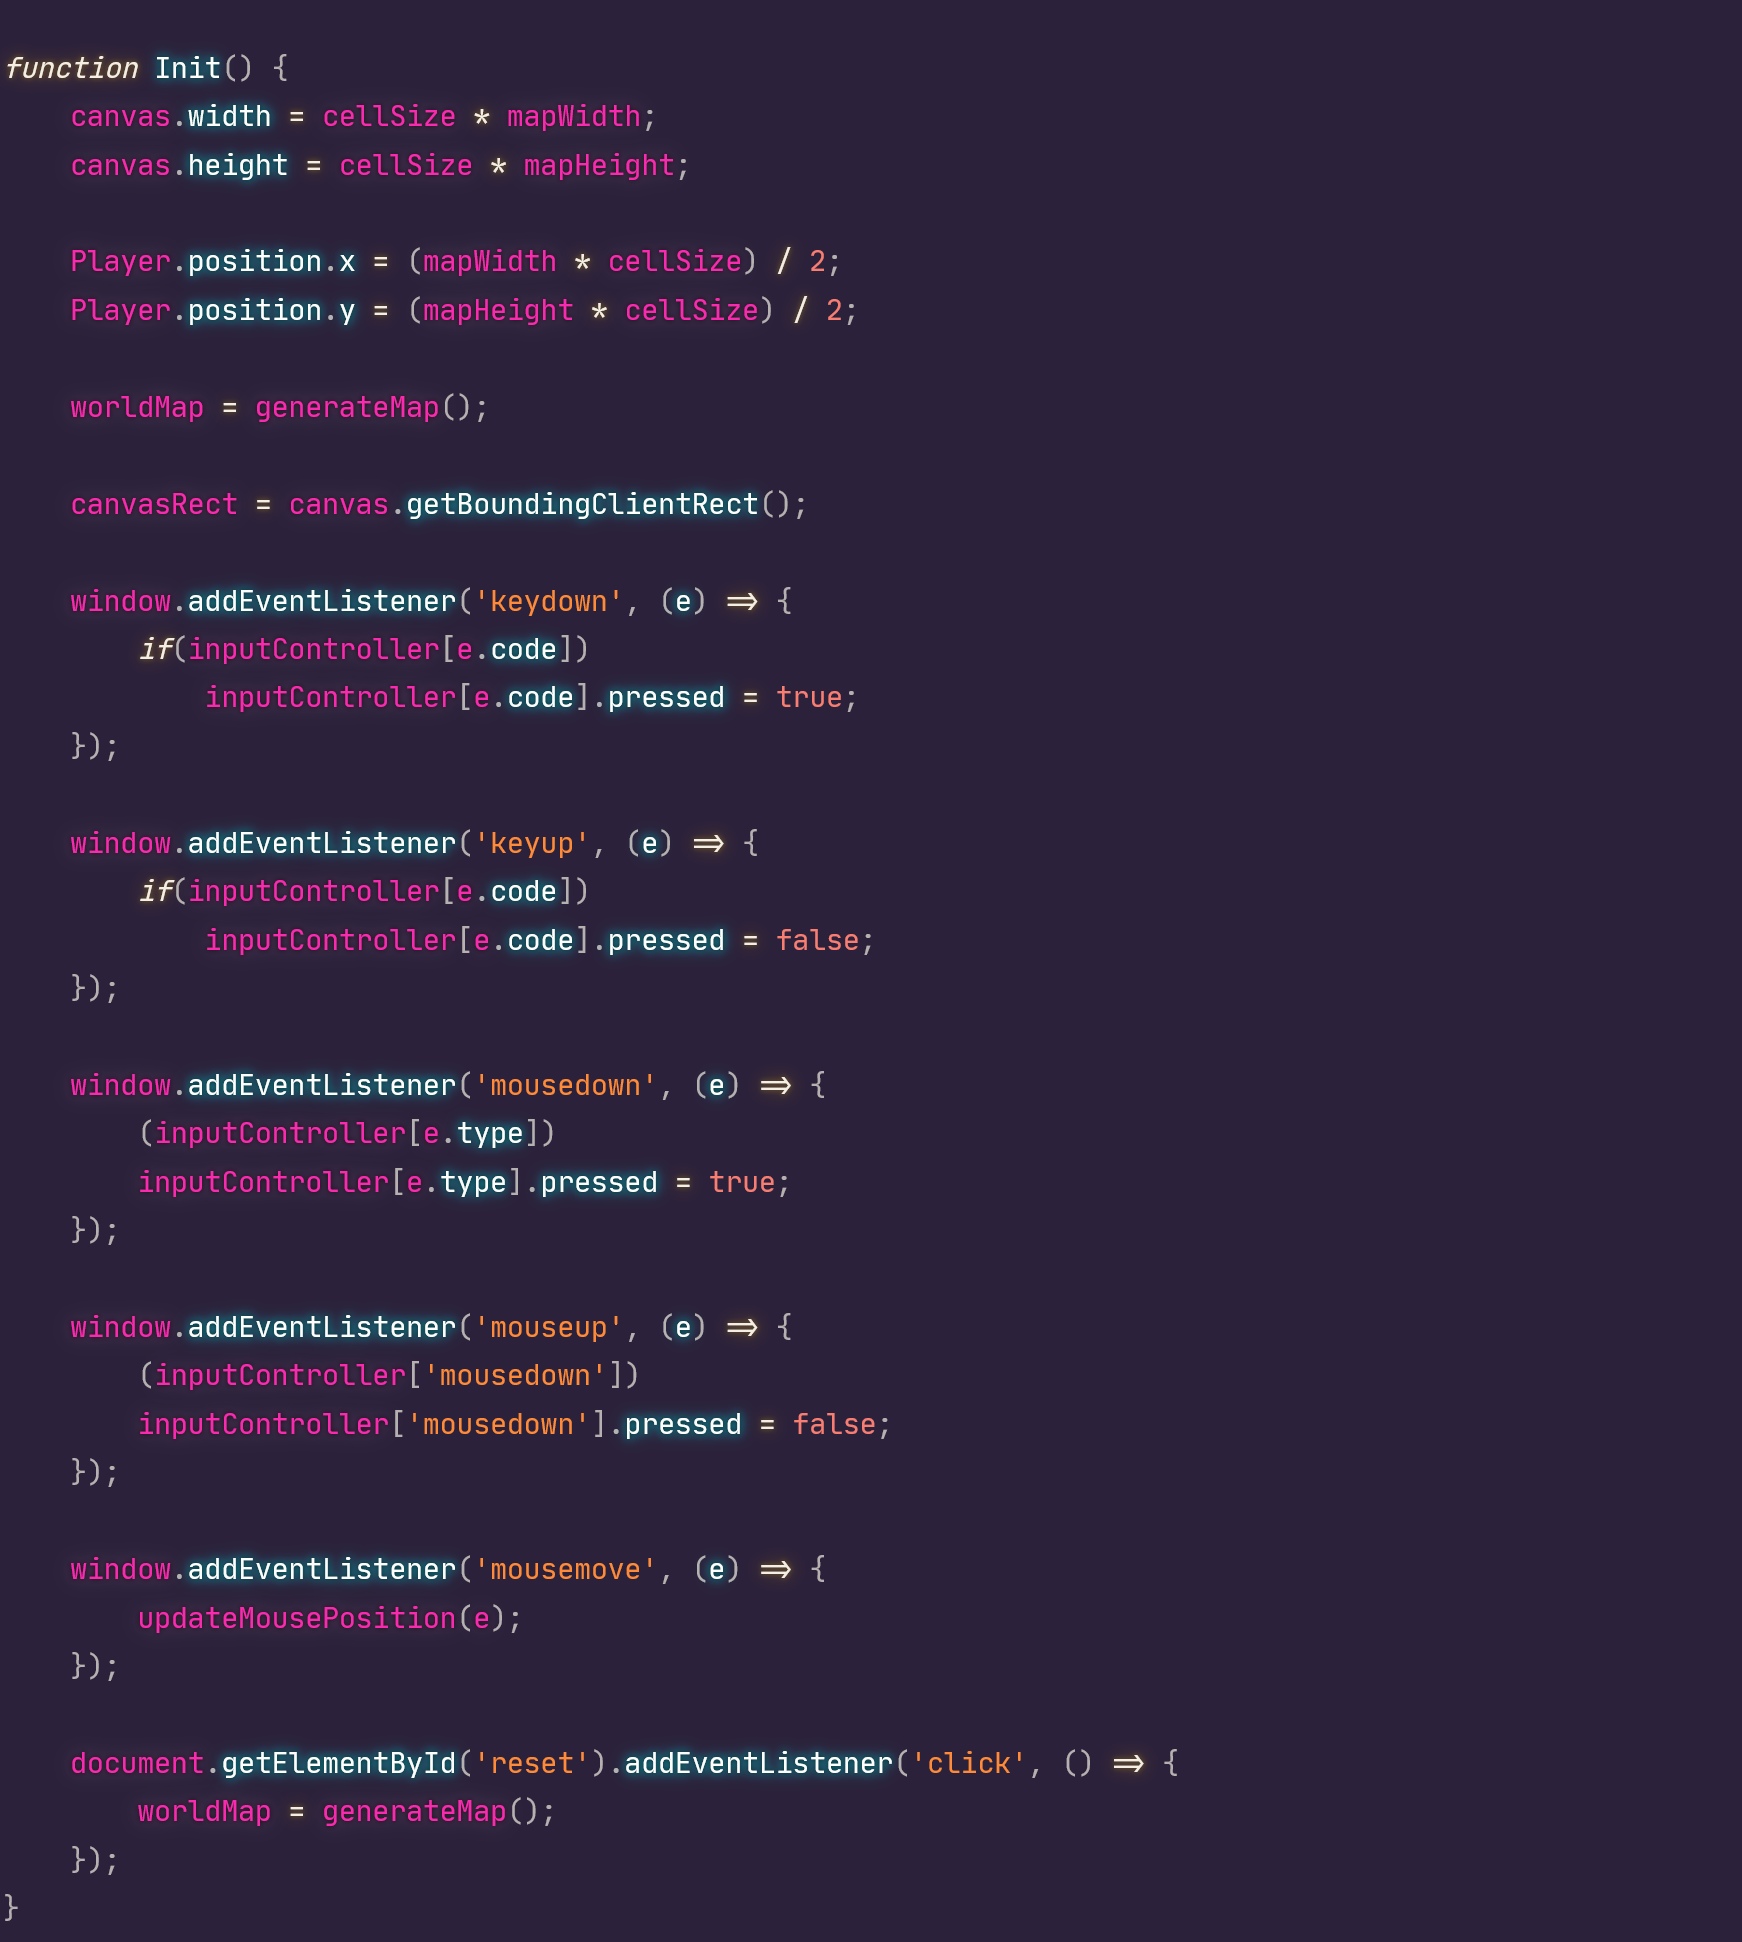 function Init() {
    canvas.width = cellSize * mapWidth;
    canvas.height = cellSize * mapHeight;

    Player.position.x = (mapWidth * cellSize) / 2;
    Player.position.y = (mapHeight * cellSize) / 2;

    worldMap = generateMap();

    canvasRect = canvas.getBoundingClientRect();

    window.addEventListener('keydown', (e) => {
        if(inputController[e.code])
            inputController[e.code].pressed = true;
    });

    window.addEventListener('keyup', (e) => {
        if(inputController[e.code])
            inputController[e.code].pressed = false;
    });

    window.addEventListener('mousedown', (e) => {
        (inputController[e.type])
        inputController[e.type].pressed = true;
    });

    window.addEventListener('mouseup', (e) => {
        (inputController['mousedown'])
        inputController['mousedown'].pressed = false;
    });

    window.addEventListener('mousemove', (e) => {
        updateMousePosition(e);
    });

    document.getElementById('reset').addEventListener('click', () => {
        worldMap = generateMap();
    });
}